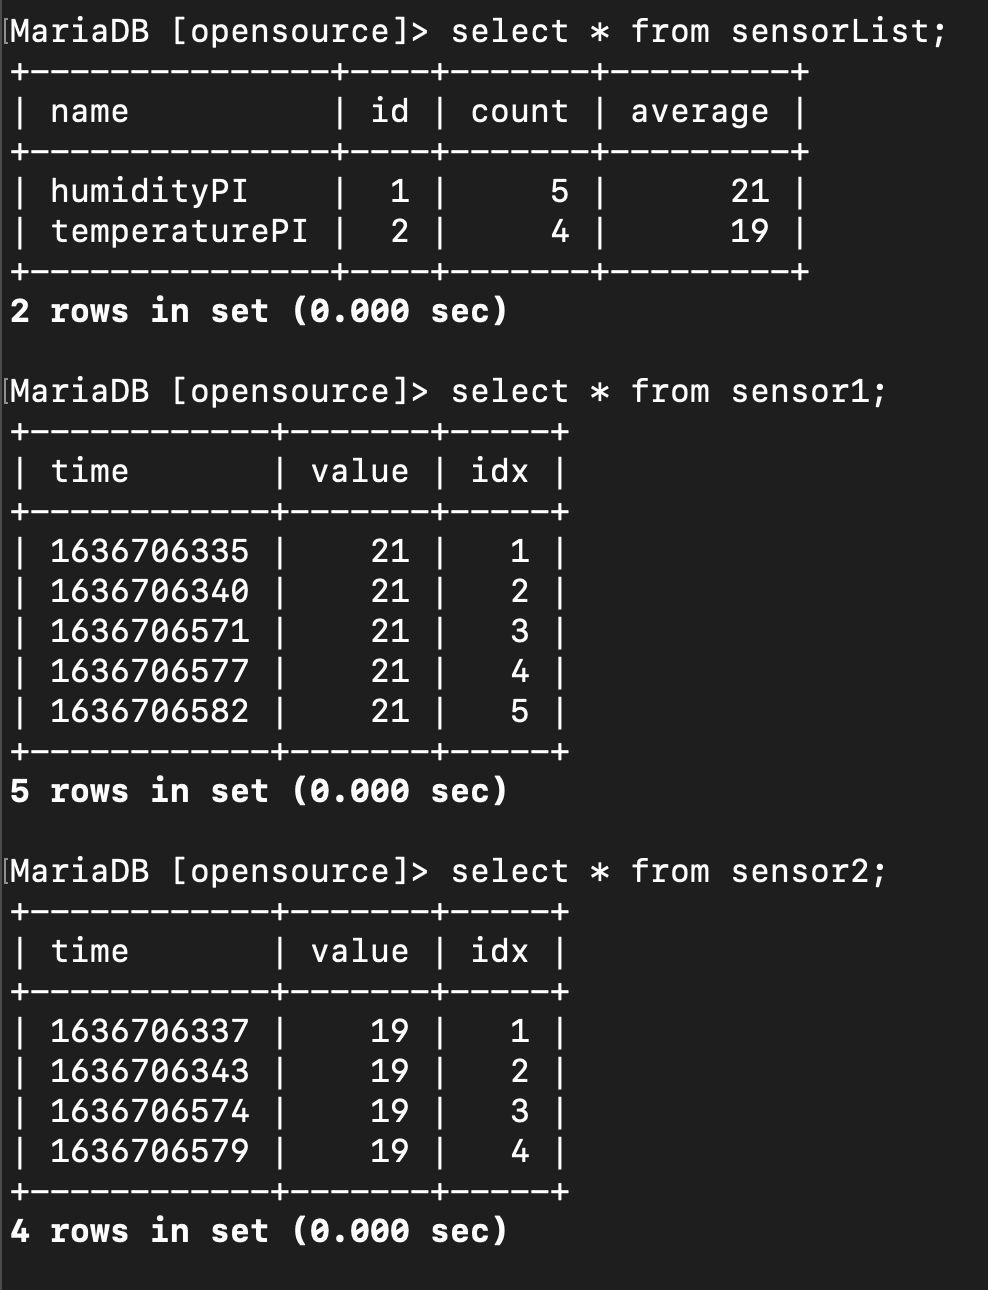 MariaDB [opensource]> select * from sensorList;
+---------------+----+-------+---------+
| name          | id | count | average |
+---------------+----+-------+---------+
| humidityPI    |  1 |     5 |      21 |
| temperaturePI |  2 |     4 |      19 |
+---------------+----+-------+---------+
2 rows in set (0.000 sec)

MariaDB [opensource]> select * from sensor1;
+------------+-------+-----+
| time       | value | idx |
+------------+-------+-----+
| 1636706335 |    21 |   1 |
| 1636706340 |    21 |   2 |
| 1636706571 |    21 |   3 |
| 1636706577 |    21 |   4 |
| 1636706582 |    21 |   5 |
+------------+-------+-----+
5 rows in set (0.000 sec)

MariaDB [opensource]> select * from sensor2;
+------------+-------+-----+
| time       | value | idx |
+------------+-------+-----+
| 1636706337 |    19 |   1 |
| 1636706343 |    19 |   2 |
| 1636706574 |    19 |   3 |
| 1636706579 |    19 |   4 |
+------------+-------+-----+
4 rows in set (0.000 sec)